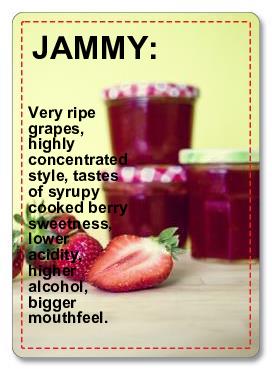 JAMMY:
Very ripe
grapes,
highly
concentrated
style, tastes
of syrupy
cooked berry
sweetness,
lower
acidity,
higher
alcohol,
bigger
mouthfeel.